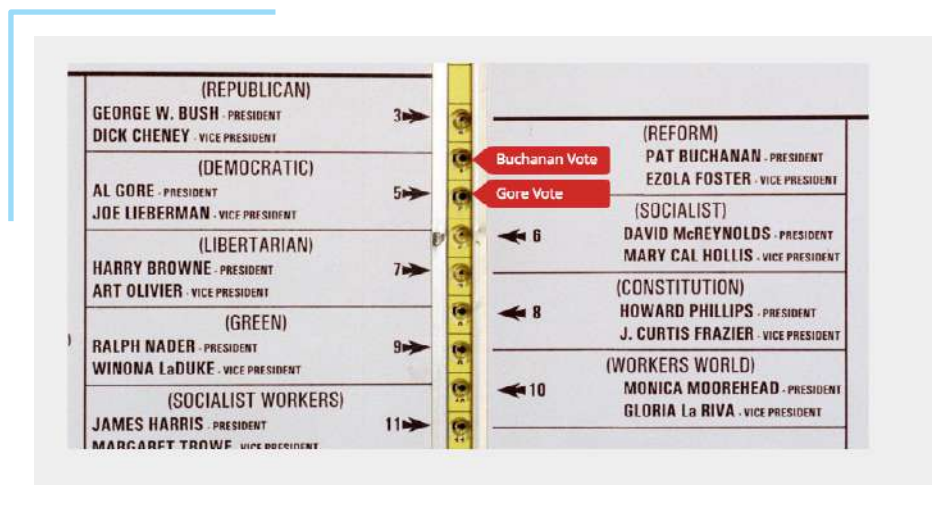 (REPUBLICAN)
GEORGE W. BUSH - PRESIDENT
DICK CHENEY - VICE PRESIDENT
3
(DEMOCRATIC)
AL GORE - PRESIDENT
JOE LIEBERMAN - VICE PRESIDENT
5
(LIBERTARIAN)
HARRY BROWNE - PRESIDENT
ART OLIVIER - VICE PRESIDENT
7
(GREEN)
RALPH NADER - PRESIDENT
WINONA LaDUKE - VICE PRESIDENT
9
(SOCIALIST WORKERS)
JAMES HARRIS - PRESIDENT
11
MARGARET TROWE - VICE PRESIDENT
Buchanan Vote
Gore Vote
(REFORM)
PAT BUCHANAN - PRESIDENT
EZOLA FOSTER - VICE PRESIDENT
(SOCIALIST)
6
DAVID McREYNOLDS - PRESIDENT
MARY CAL HOLLIS - VICE PRESIDENT
(CONSTITUTION)
8
HOWARD PHILLIPS - PRESIDENT
J. CURTIS FRAZIER - VICE PRESIDENT
(WORKERS WORLD)
10
MONICA MOOREHEAD - PRESIDENT
GLORIA La RIVA - VICE PRESIDENT